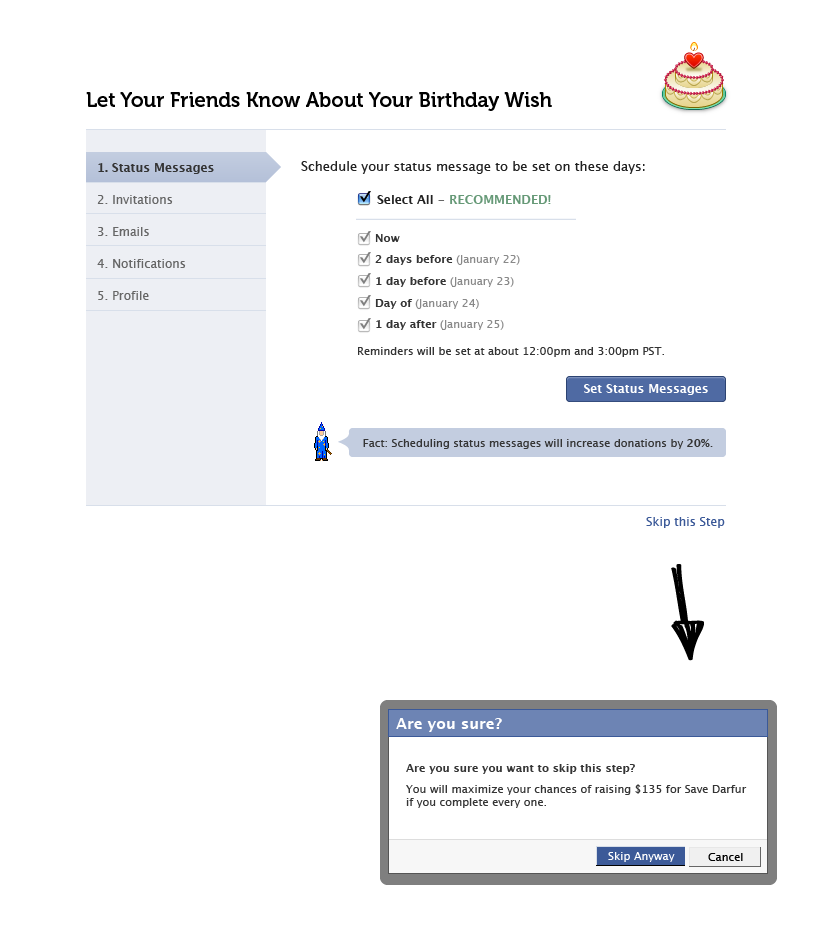 Let Your Friends Know About Your Birthday Wish
1. Status Messages
2. Invitations
3. Emails
4. Notifications
5. Profile
Schedule your status message to be set on these days:
Select All – RECOMMENDED!
Now
2 days before (January 22)
1 day before (January 23)
Day of (January 24)
1 day after (January 25)
Reminders will be set at about 12:00pm and 3:00pm PST.
Set Status Messages
Fact: Scheduling status messages will increase donations by 20%.
Skip this Step
Are you sure?
Are you sure you want to skip this step?
You will maximize your chances of raising $135 for Save Darfur
if you complete every one.
Skip Anyway
Cancel